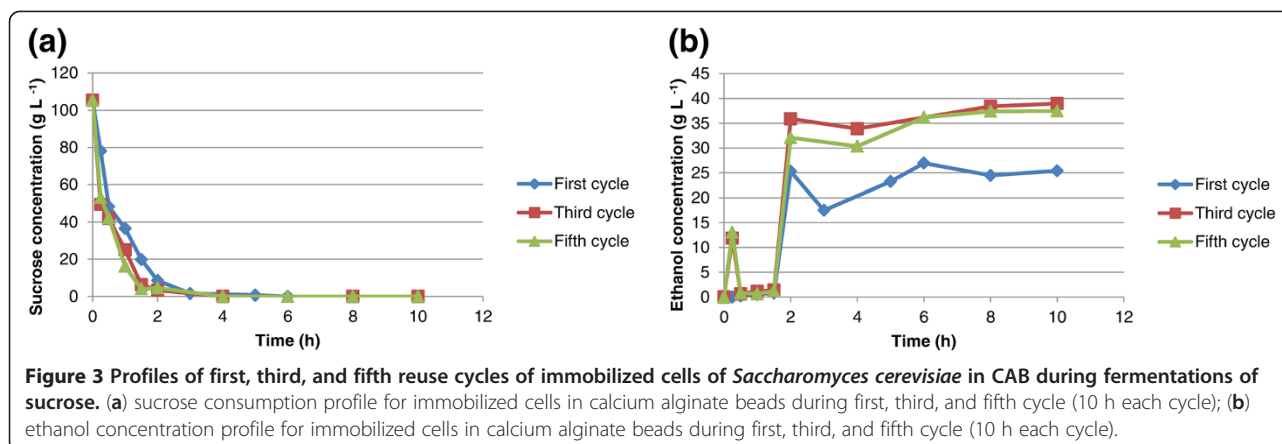 (a)
Sucrose concentration (g L -1)
120
100
80
60
40
20
0
0 2 4 6 8 10 12
Time (h)
First cycle
Third cycle
Fifth cycle
(b)
Ethanol concentration (g L -1)
45
40
35
30
25
20
15
10
5
0
0 2 4 6 8 10 12
Time (h)
First cycle
Third cycle
Fifth cycle
Figure 3 Profiles of first, third, and fifth reuse cycles of immobilized cells of Saccharomyces cerevisiae in CAB during fermentations of
sucrose. (a) sucrose consumption profile for immobilized cells in calcium alginate beads during first, third, and fifth cycle (10 h each cycle); (b)
ethanol concentration profile for immobilized cells in calcium alginate beads during first, third, and fifth cycle (10 h each cycle).